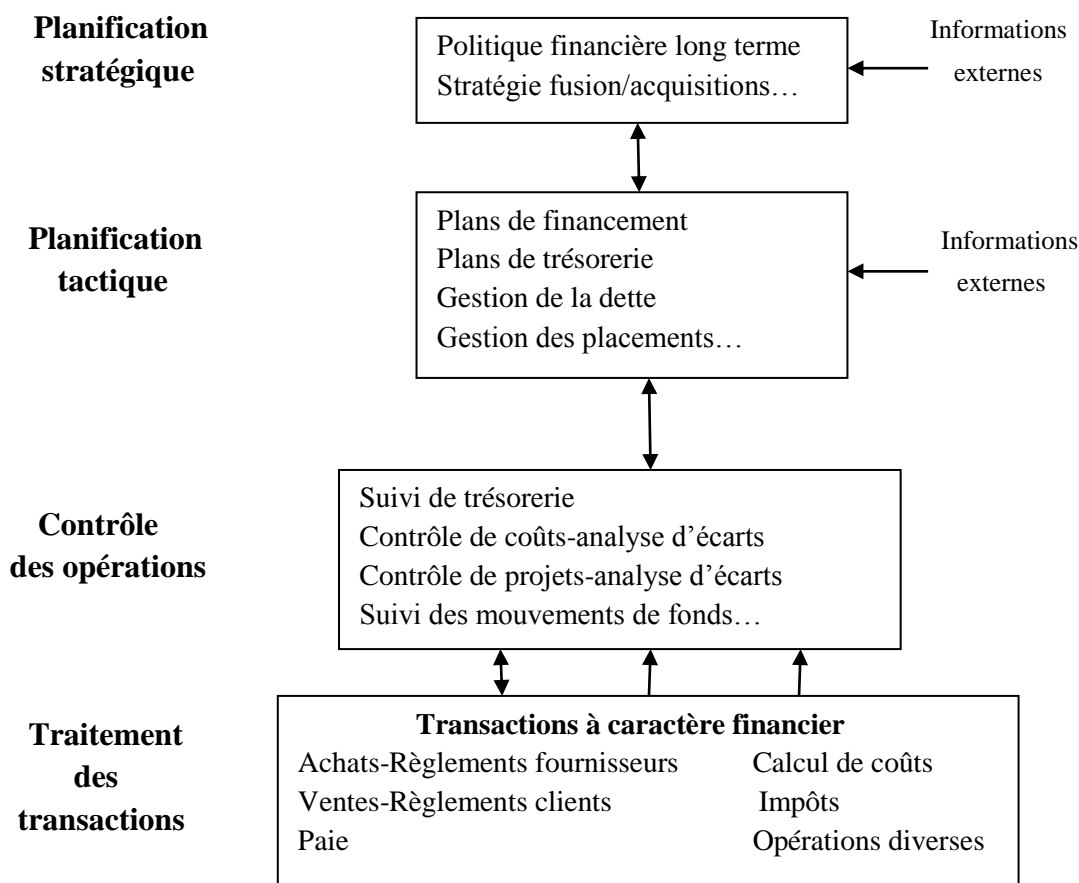 Planification
stratégique
Politique financière long terme
Stratégie fusion/acquisitions…
Informations
externes
Planification
tactique
Plans de financement
Plans de trésorerie
Gestion de la dette
Gestion des placements…
Informations
externes
Contrôle
des opérations
Suivi de trésorerie
Contrôle de coûts-analyse d’écarts
Contrôle de projets-analyse d’écarts
Suivi des mouvements de fonds…
Traitement
des
transactions
Transactions à caractère financier
Achats-Règlements fournisseurs Calcul de coûts
Ventes-Règlements clients Impôts
Paie Opérations diverses